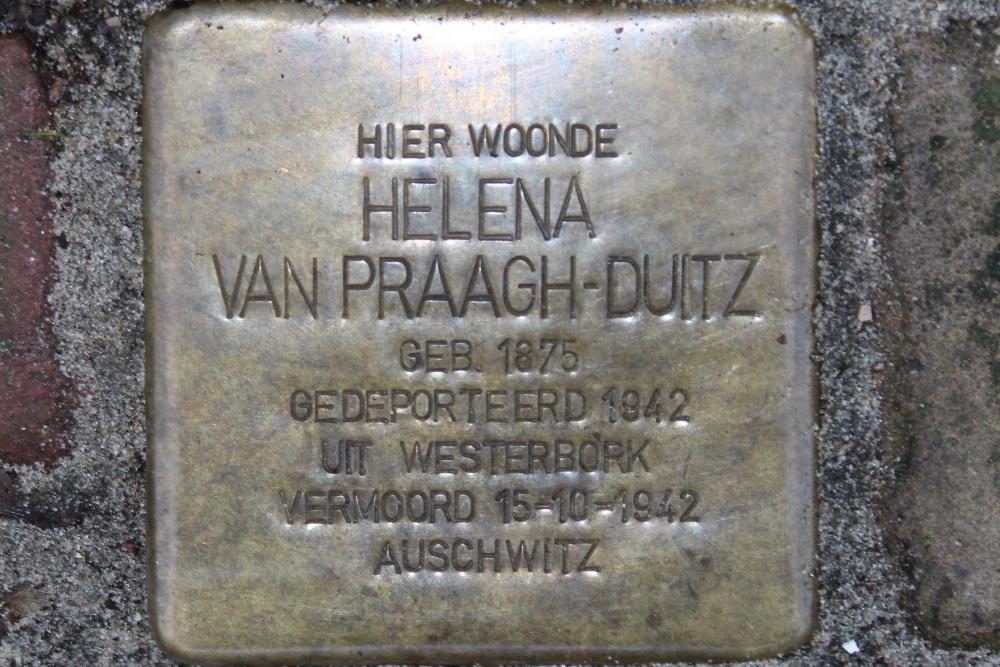 HIER WOONDE
HELENA
VAN PRAAGH-DUITZ
GEB. 1875
GEDEPORTEERD 1942
UIT WESTERBORK
VERMOORD 15-10-1942
AUSCHWITZ